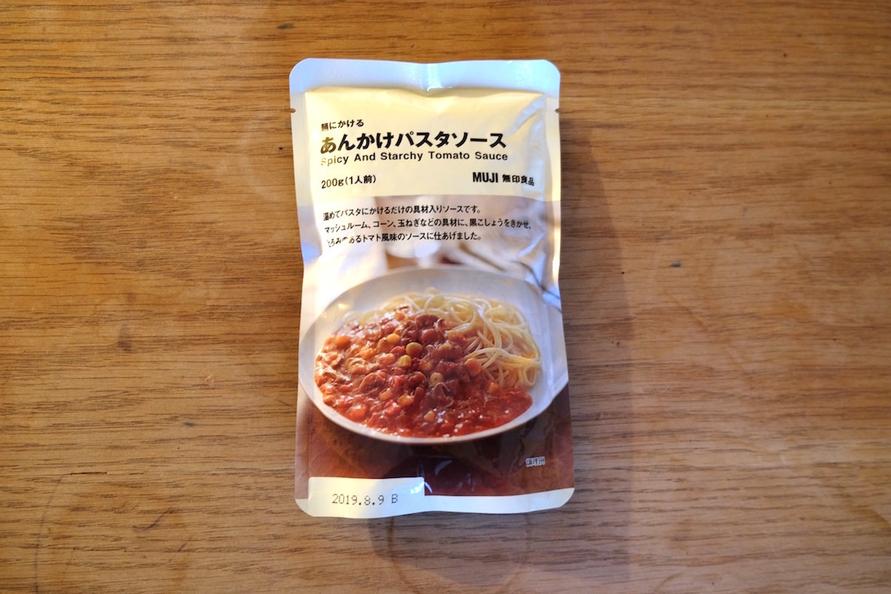 麺にかける
あんかけパスタソース
Spicy And Starchy Tomato Sauce
200g(1人前)
MUJI 無印良品
温めてパスタにかけるだけの具材入りソースです。
マッシュルーム、コーン、玉ねぎなどの具材に、黒こしょうをきかせ、
とろみのあるトマト風味のソースに仕あげました。
2019.8.9 B